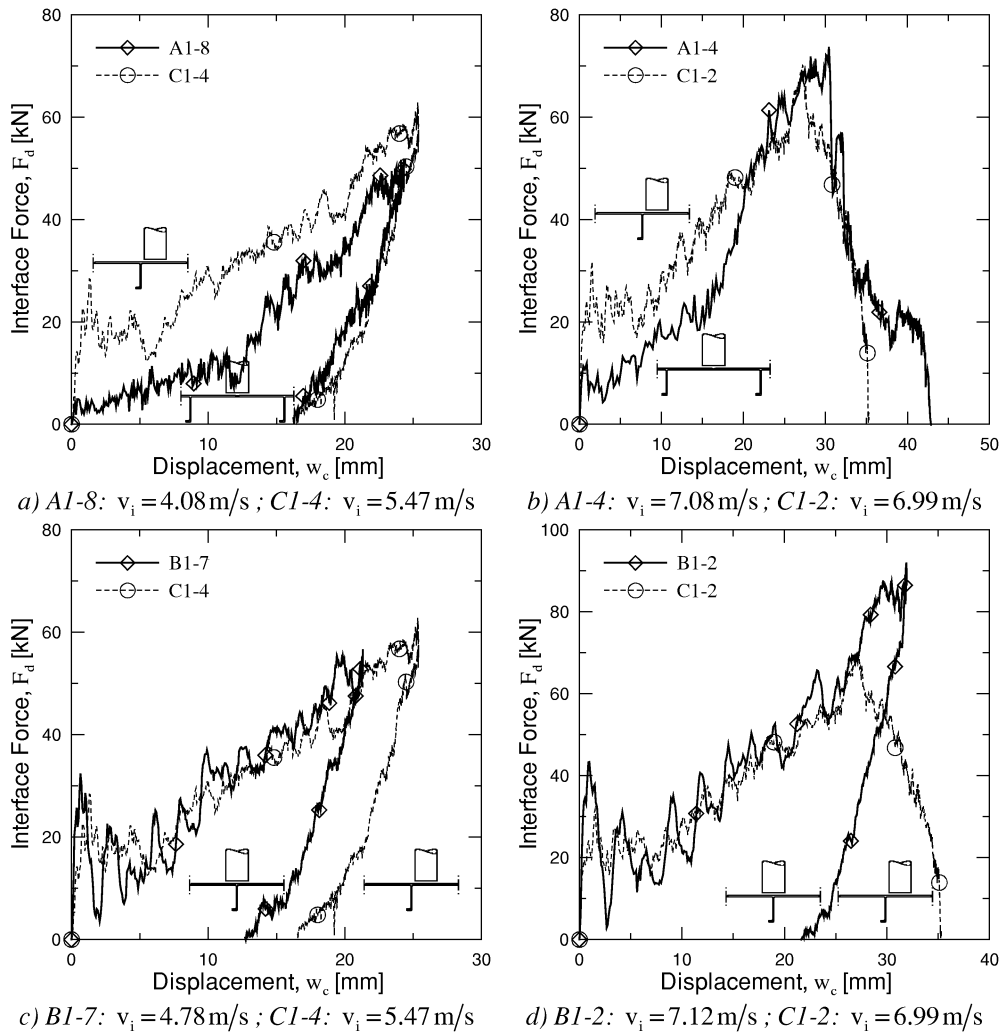 80
60
40
20
0
Interface Force, F_d [kN]
A1-8
C1-4
0 10 20 30
Displacement, w_c [mm]
a) A1-8: v_i = 4.08 m/s ; C1-4: v_i = 5.47 m/s
80
60
40
20
0
Interface Force, F_d [kN]
A1-4
C1-2
0 10 20 30 40 50
Displacement, w_c [mm]
b) A1-4: v_i = 7.08 m/s ; C1-2: v_i = 6.99 m/s
80
60
40
20
0
Interface Force, F_d [kN]
B1-7
C1-4
0 10 20 30
Displacement, w_c [mm]
c) B1-7: v_i = 4.78 m/s ; C1-4: v_i = 5.47 m/s
100
80
60
40
20
0
Interface Force, F_d [kN]
B1-2
C1-2
0 10 20 30 40
Displacement, w_c [mm]
d) B1-2: v_i = 7.12 m/s ; C1-2: v_i = 6.99 m/s